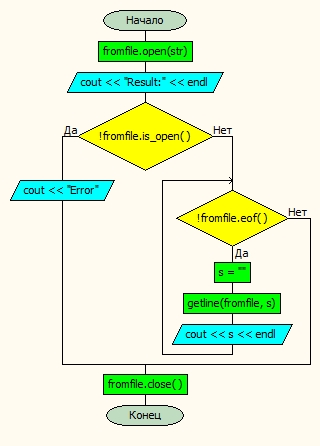 Начало
fromfile.open(str)
cout << "Result:" << endl
Да
Нет
!fromfile.is_open()
cout << "Error"
!fromfile.eof()
Нет
Да
s = ""
getline(fromfile, s)
cout << s << endl
fromfile.close()
Конец